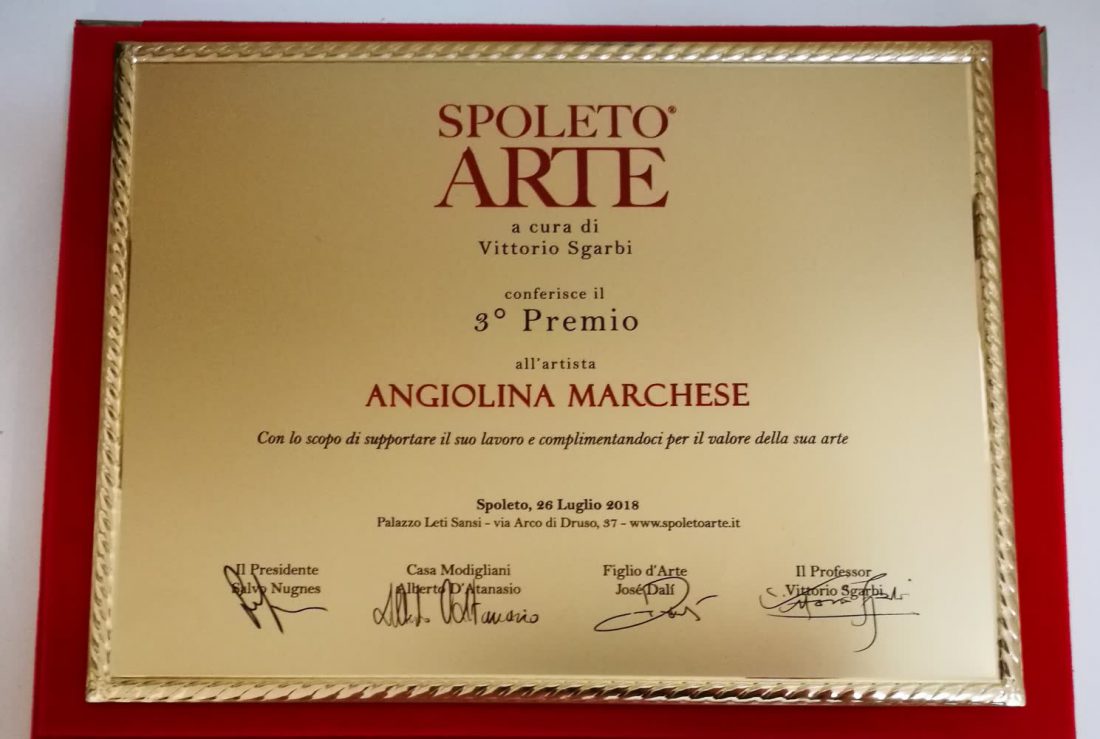 SPOLETO®
ARTE
a cura di
Vittorio Sgarbi
conferisce il
3° Premio
all'artista
ANGIOLINA MARCHESE
Con lo scopo di supportare il suo lavoro e complimentandoci per il valore della sua arte
Spoleto, 26 Luglio 2018
Palazzo Leti Sansi - via Arco di Druso, 37 - www.spoletoarte.it
Il Presidente
Salvo Nugnes
Casa Modigliani
Alberto D'Atanasio
Figlio d'Arte
José Dalí
Il Professor
Vittorio Sgarbi